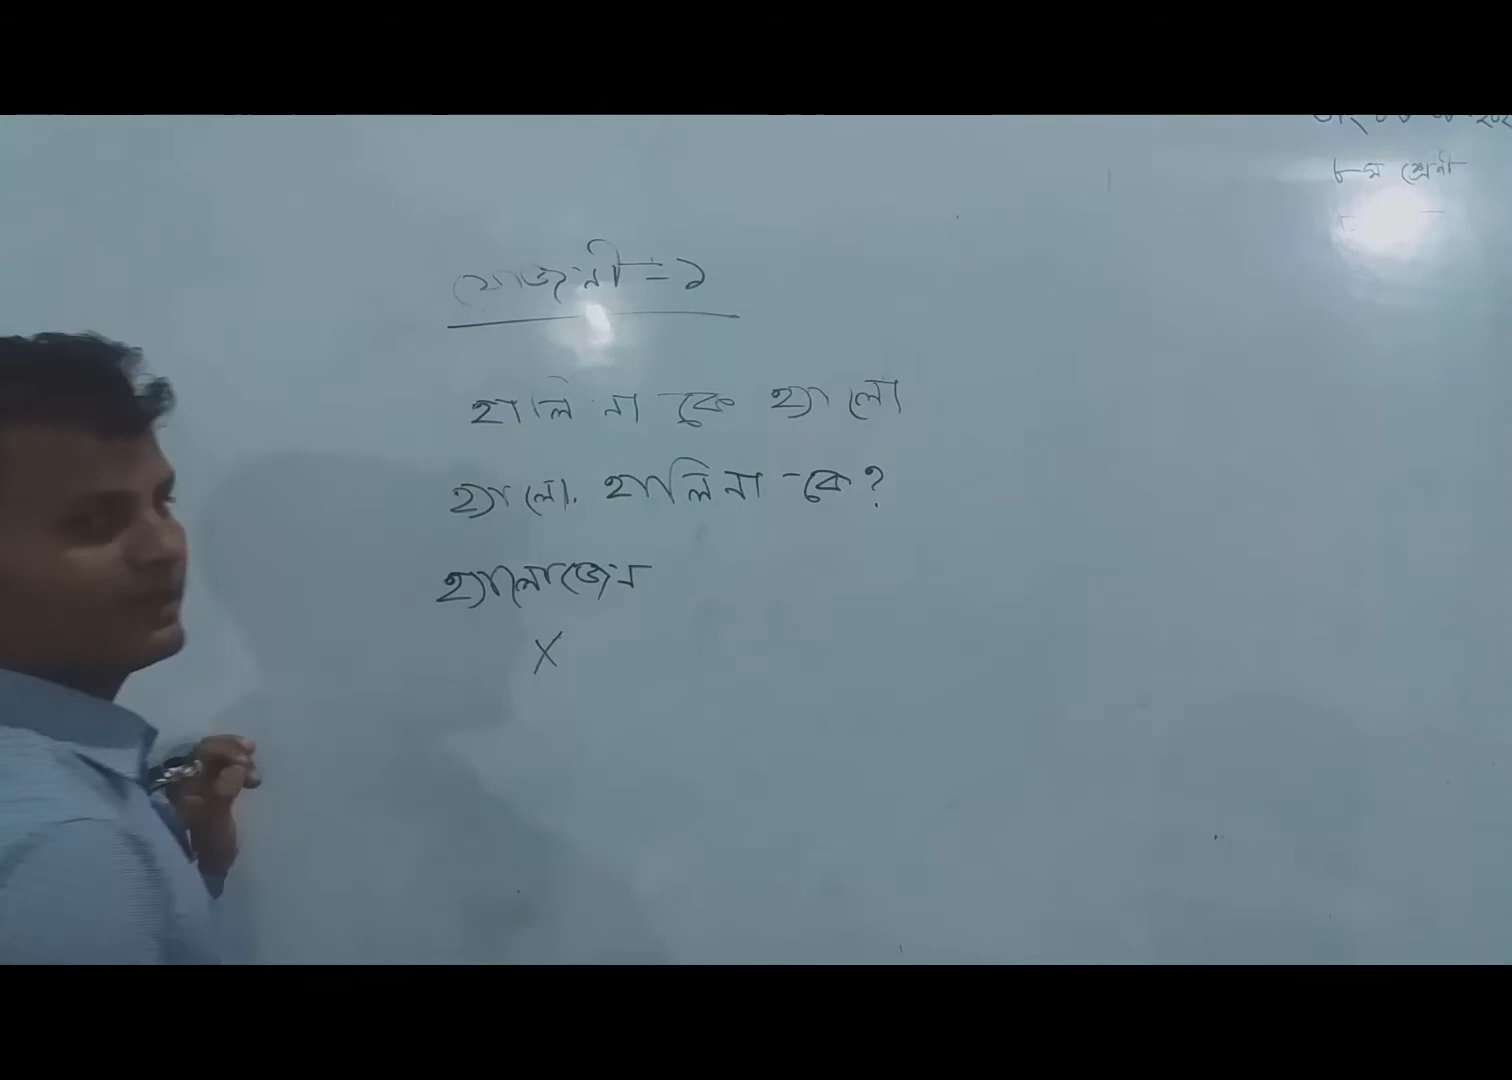 ৮ম শ্রেণী
যোজনী = ১
হালিনা কে হ্যালো
হ্যালো. হালিনা কে?
হ্যালোজেন
X